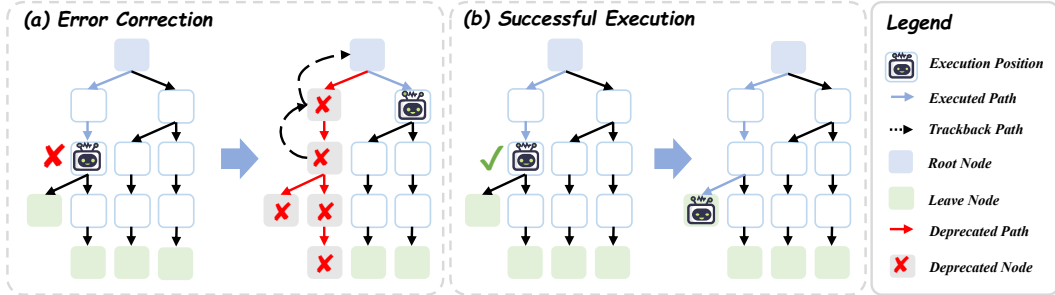 (a) Error Correction
(b) Successful Execution
Legend
Execution Position
Executed Path
Trackback Path
Root Node
Leave Node
Deprecated Path
Deprecated Node